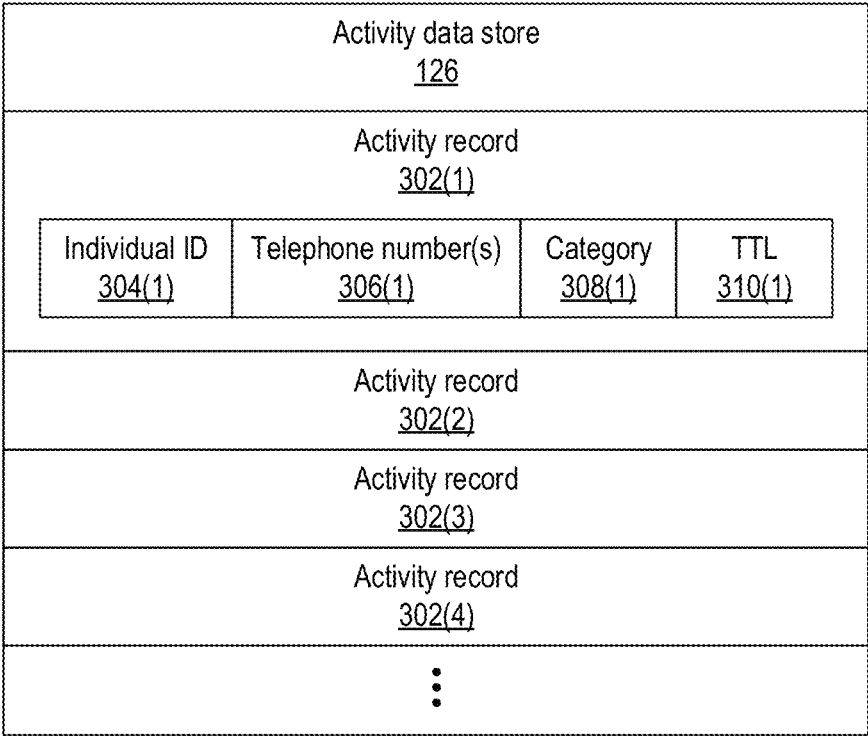 Activity data store
126
Activity record
302(1)
Individual ID
304(1)
Telephone number(s)
306(1)
Category
308(1)
TTL
310(1)
Activity record
302(2)
Activity record
302(3)
Activity record
302(4)